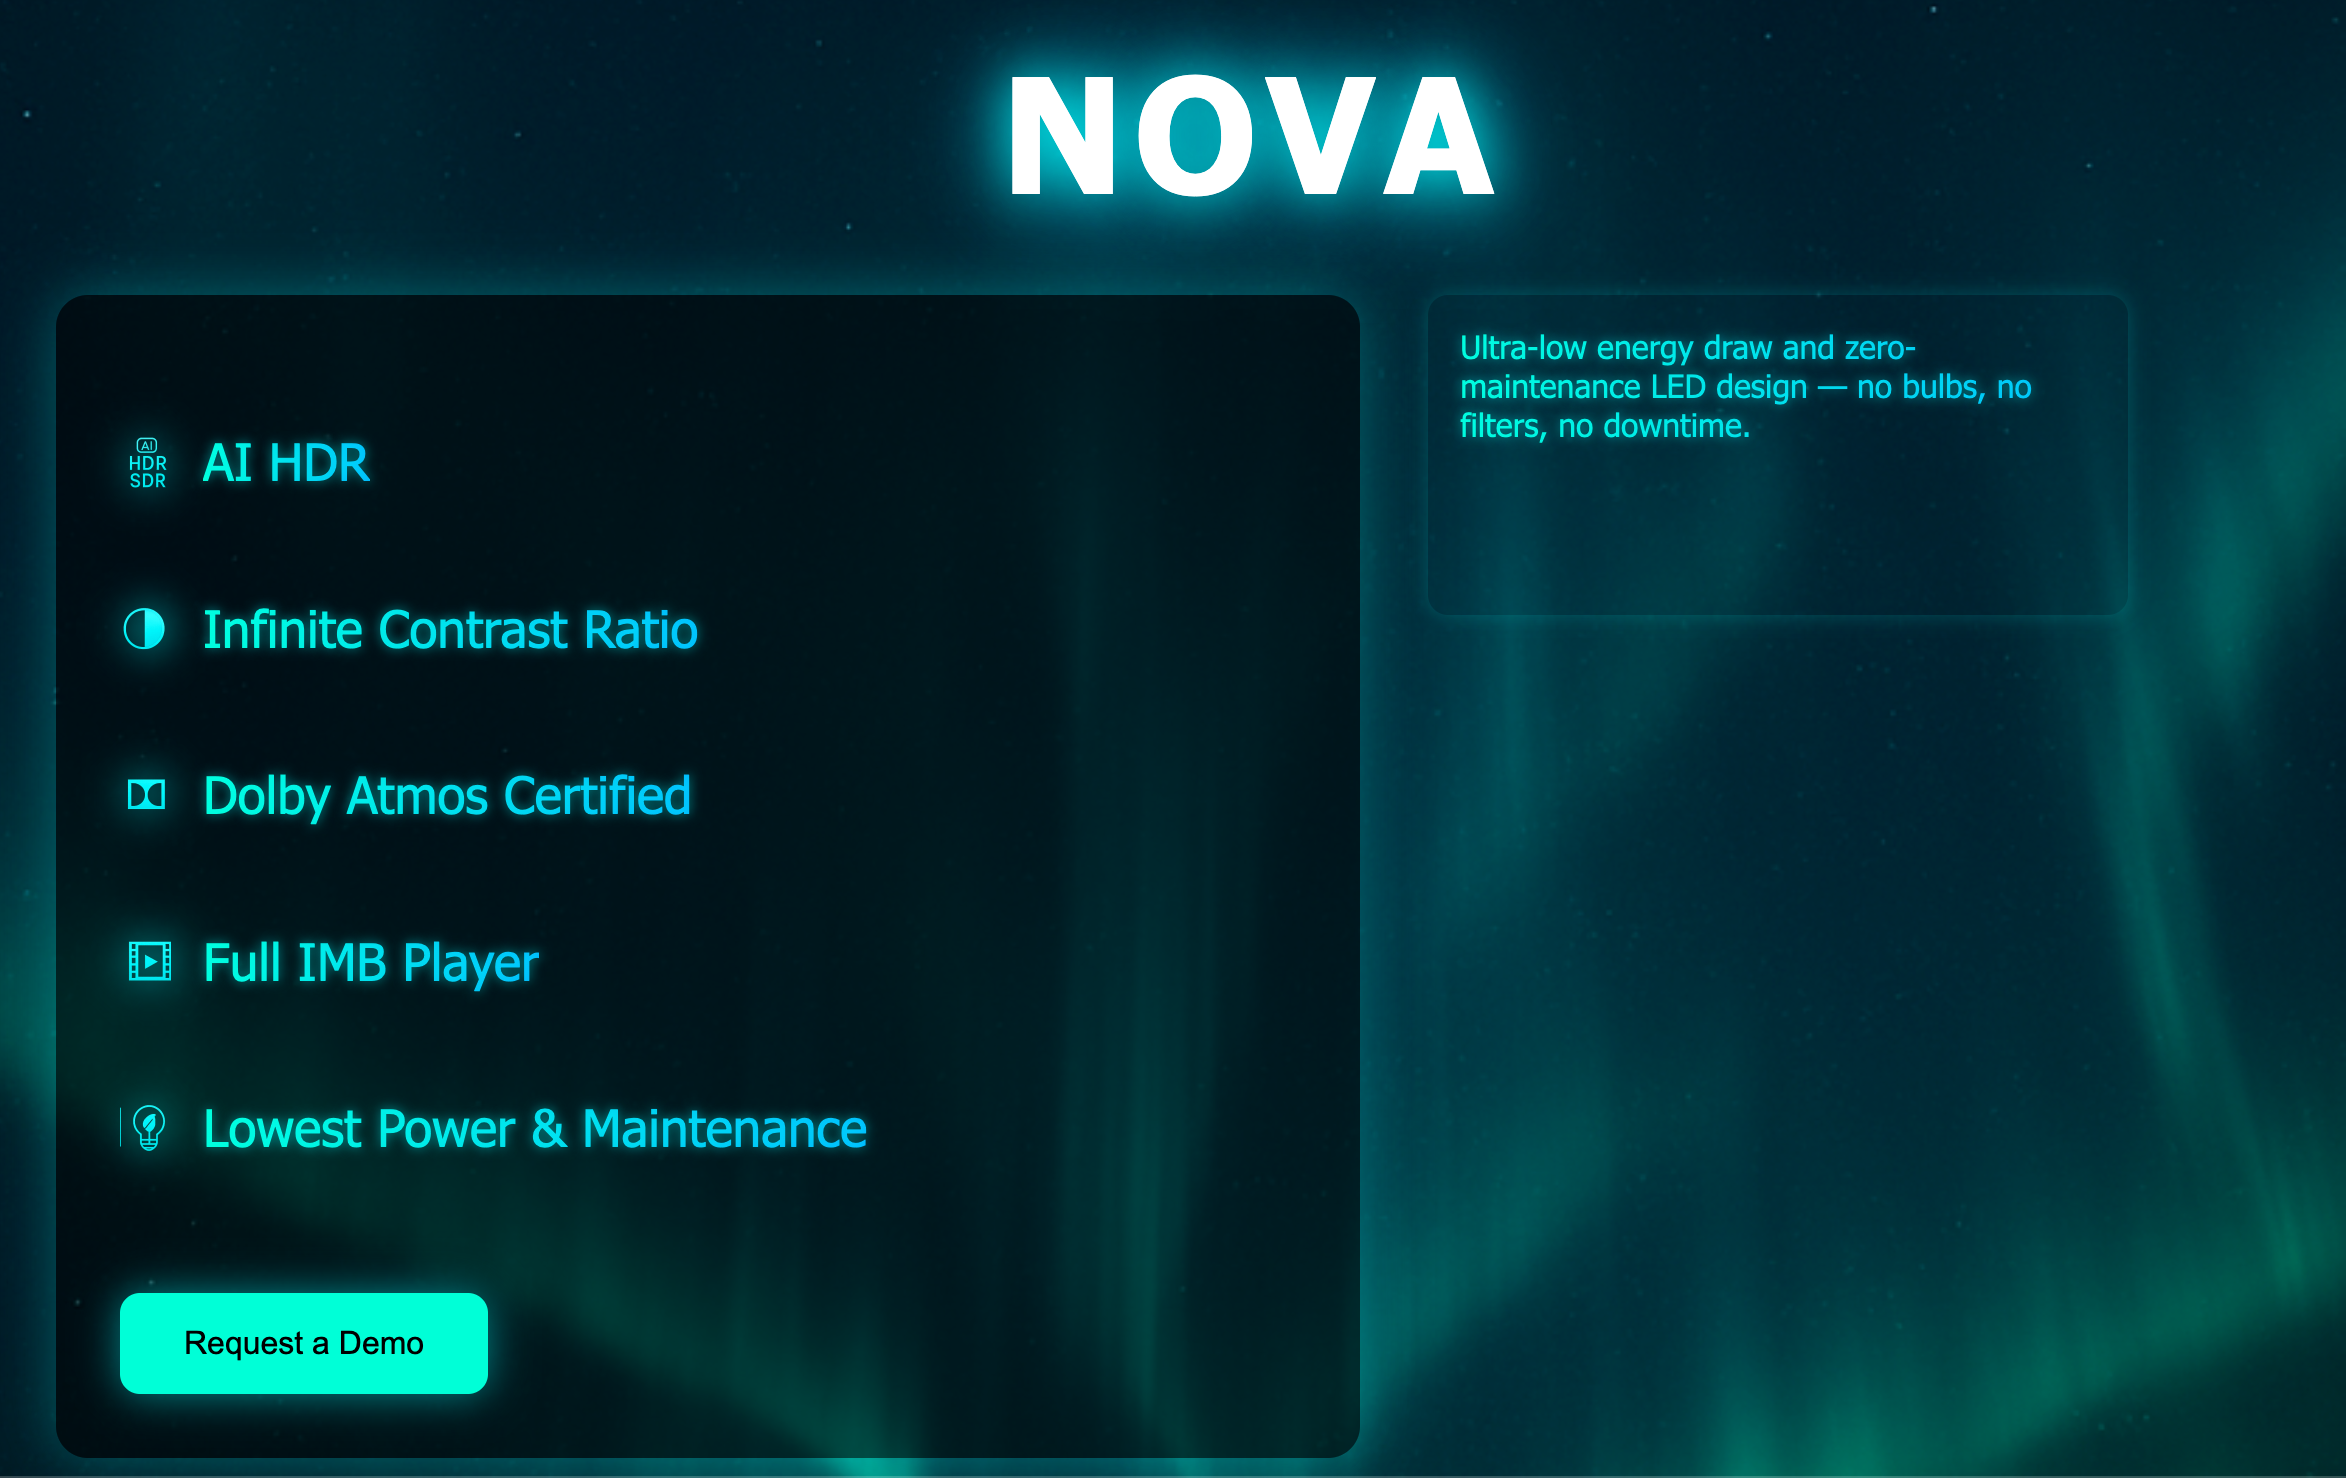 NOVA
AI
HDR
SDR
AI HDR
Infinite Contrast Ratio
Dolby Atmos Certified
Full IMB Player
Lowest Power & Maintenance
Request a Demo
Ultra-low energy draw and zero-
maintenance LED design — no bulbs, no
filters, no downtime.